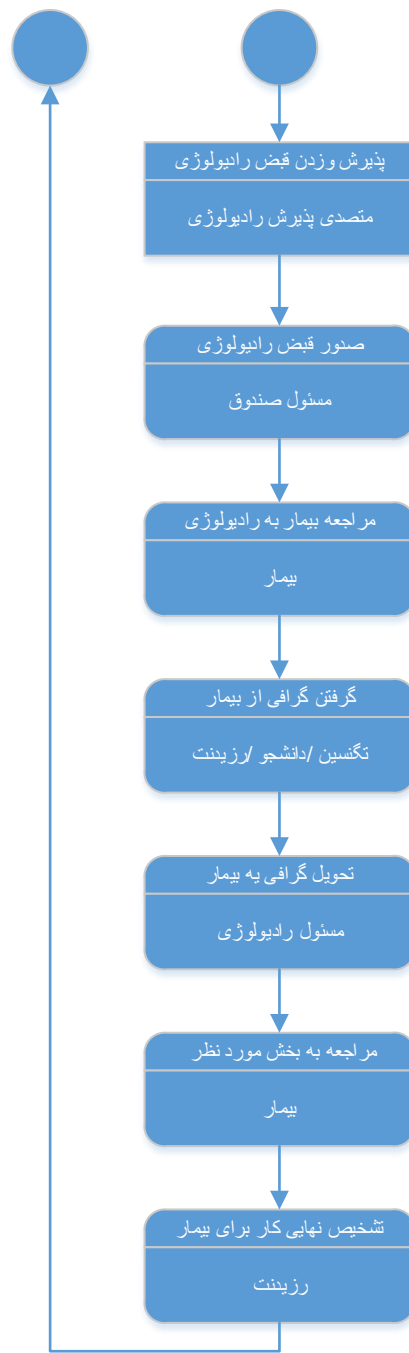 پذیرش وزدن قبض رادیولوژی
متصدی پذیرش رادیولوژی
صدور قبض رادیولوژی
مسئول صندوق
مراجعه بیمار به رادیولوژی
بیمار
گرفتن گرافی از بیمار
تگنسین /دانشجو /رزیدنت
تحویل گرافی یه بیمار
مسئول رادیولوژی
مراجعه به بخش مورد نظر
بیمار
تشخیص نهایی کار برای بیمار
رزیدنت